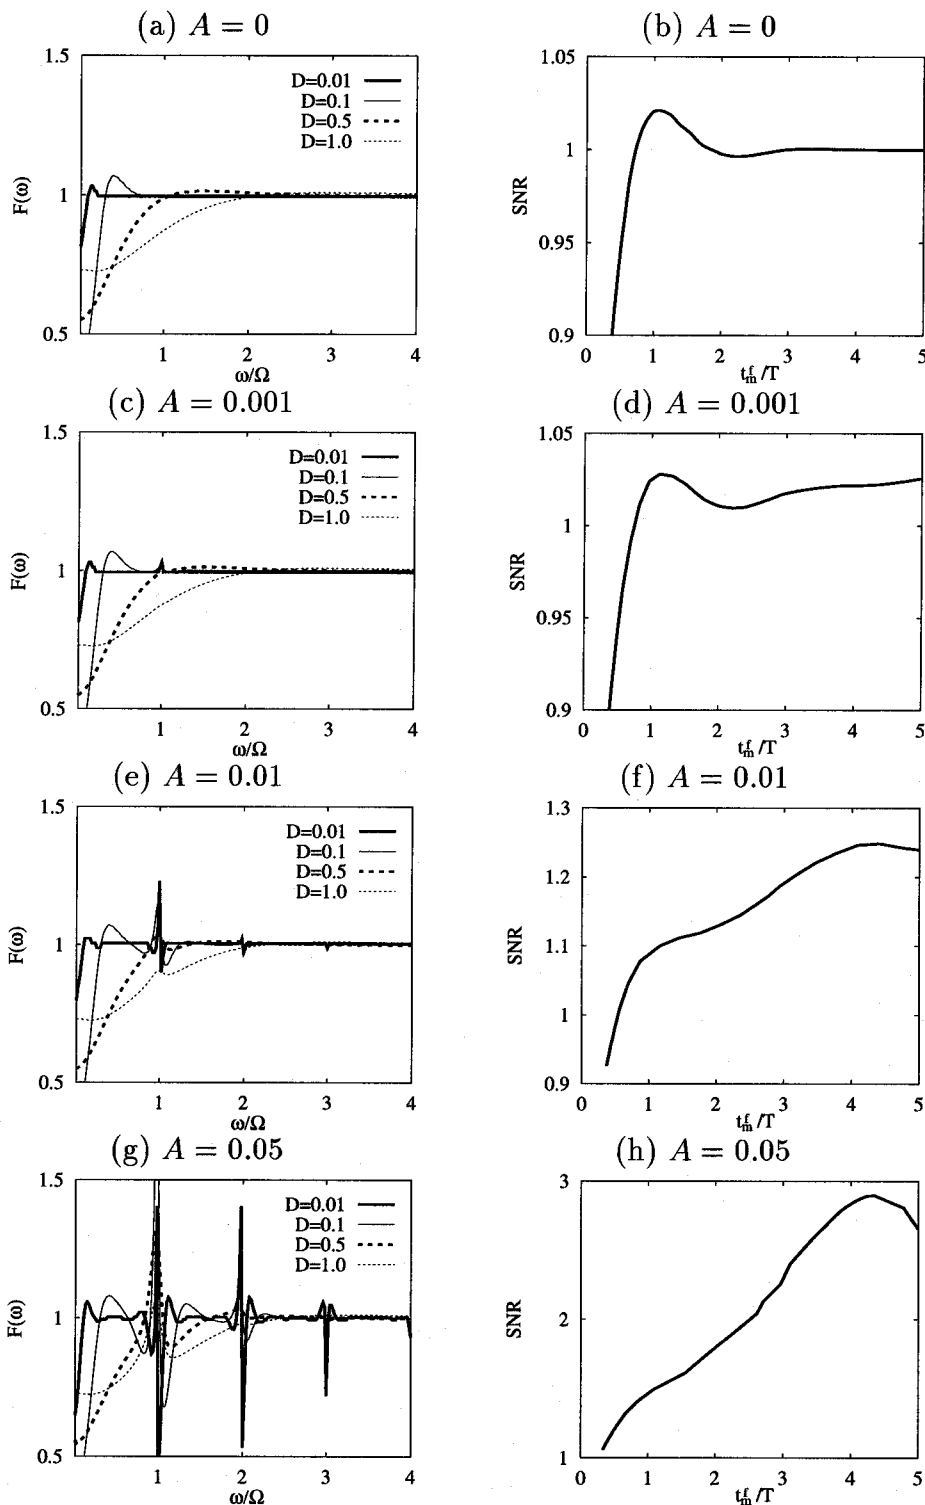 (a) A = 0
1.5
1
0.5
F(ω)
D=0.01
D=0.1
D=0.5
D=1.0
1 2 3 4
ω/Ω
(b) A = 0
1.05
1
0.95
0.9
SNR
0 1 2 3 4 5
t_m^f/T
(c) A = 0.001
1.5
1
0.5
F(ω)
D=0.01
D=0.1
D=0.5
D=1.0
1 2 3 4
ω/Ω
(d) A = 0.001
1.05
1
0.95
0.9
SNR
0 1 2 3 4 5
t_m^f/T
(e) A = 0.01
1.5
1
0.5
F(ω)
D=0.01
D=0.1
D=0.5
D=1.0
1 2 3 4
ω/Ω
(f) A = 0.01
1.3
1.2
1.1
1
0.9
SNR
0 1 2 3 4 5
t_m^f/T
(g) A = 0.05
1.5
1
0.5
F(ω)
D=0.01
D=0.1
D=0.5
D=1.0
1 2 3 4
ω/Ω
(h) A = 0.05
3
2
1
SNR
0 1 2 3 4 5
t_m^f/T